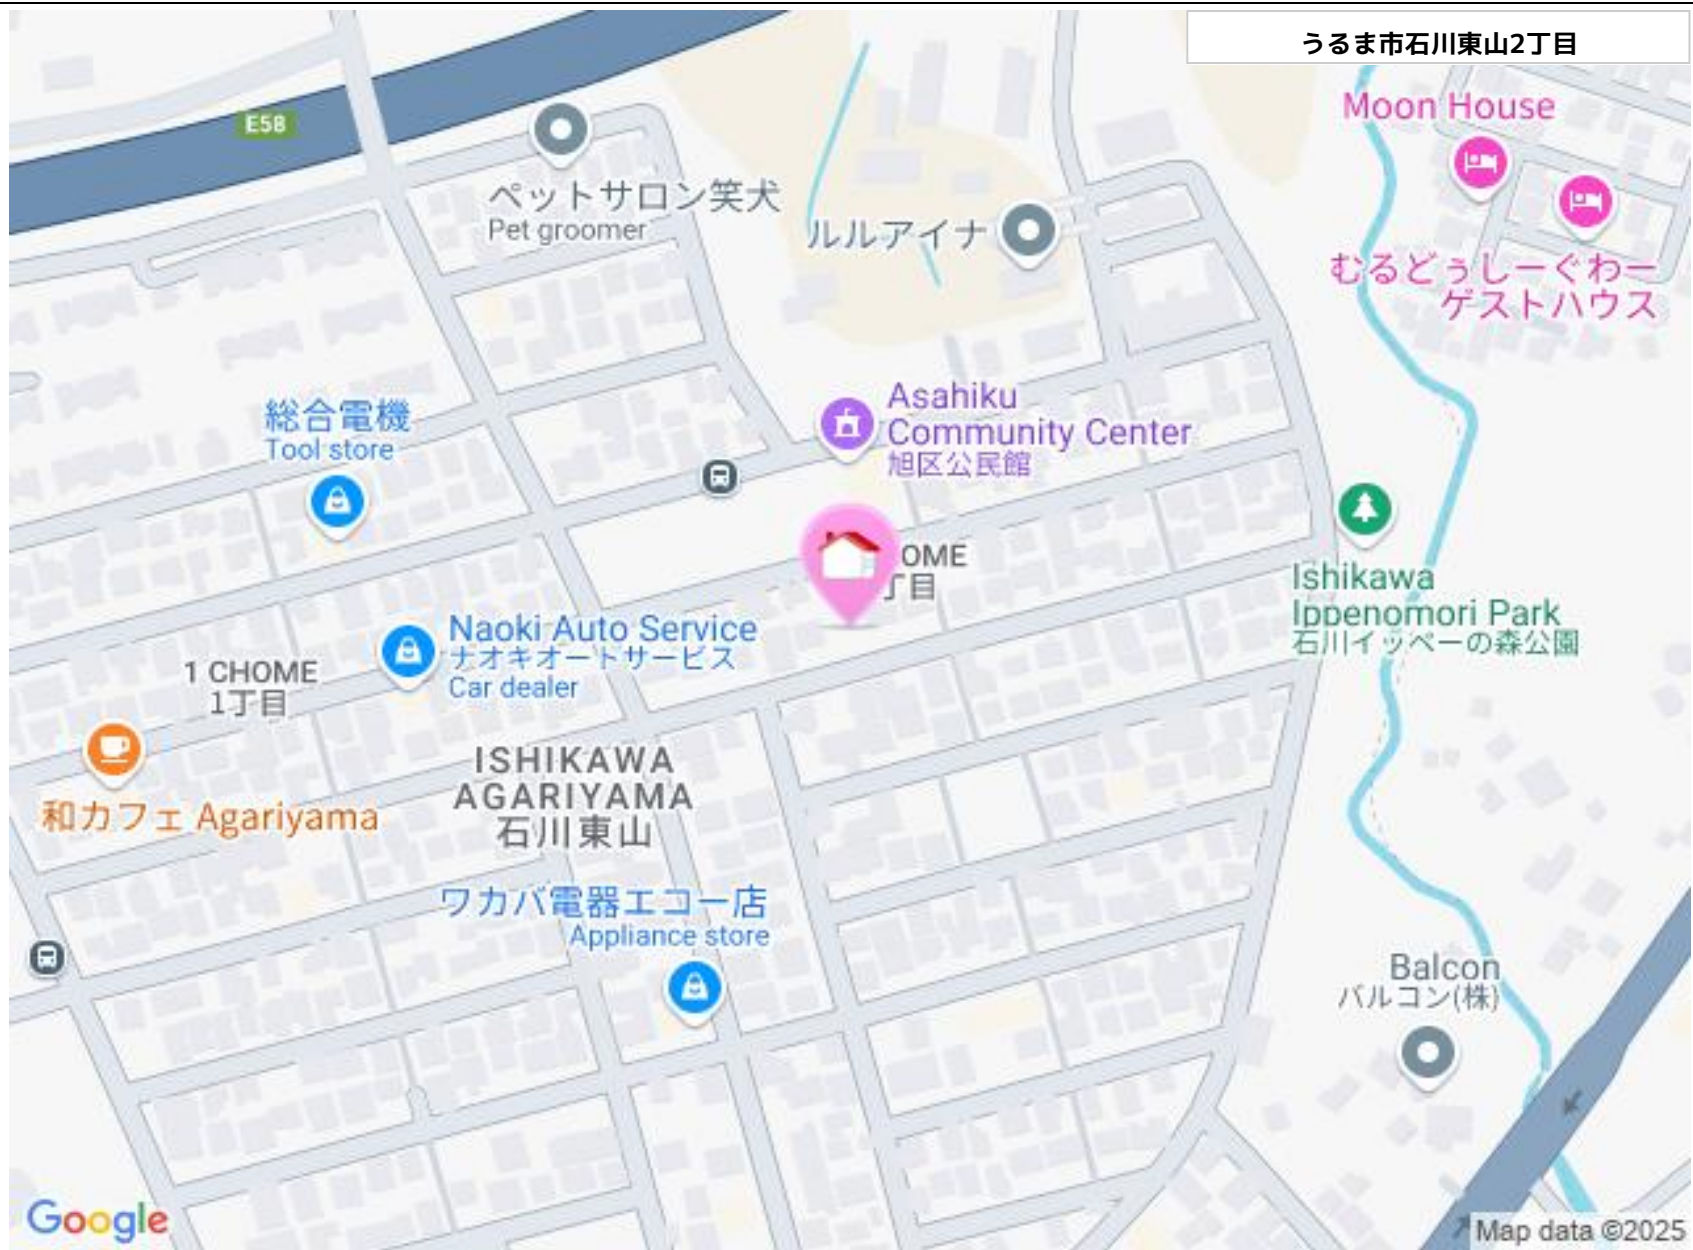 うるま市石川東山2丁目
Moon House
E58
ペットサロン笑犬
Pet groomer
ルルアイナ
むるどぅしーぐわー
ゲストハウス
総合電機
Tool store
Asahiku
Community Center
旭区公民館
OME
丁目
Ishikawa
Ippenomori Park
石川イッペーの森公園
Naoki Auto Service
ナオキオートサービス
Car dealer
1 CHOME
1丁目
和カフェ Agariyama
ISHIKAWA
AGARIYAMA
石川東山
ワカバ電器エコー店
Appliance store
Balcon
バルコン(株)
Google
Map data ©2025